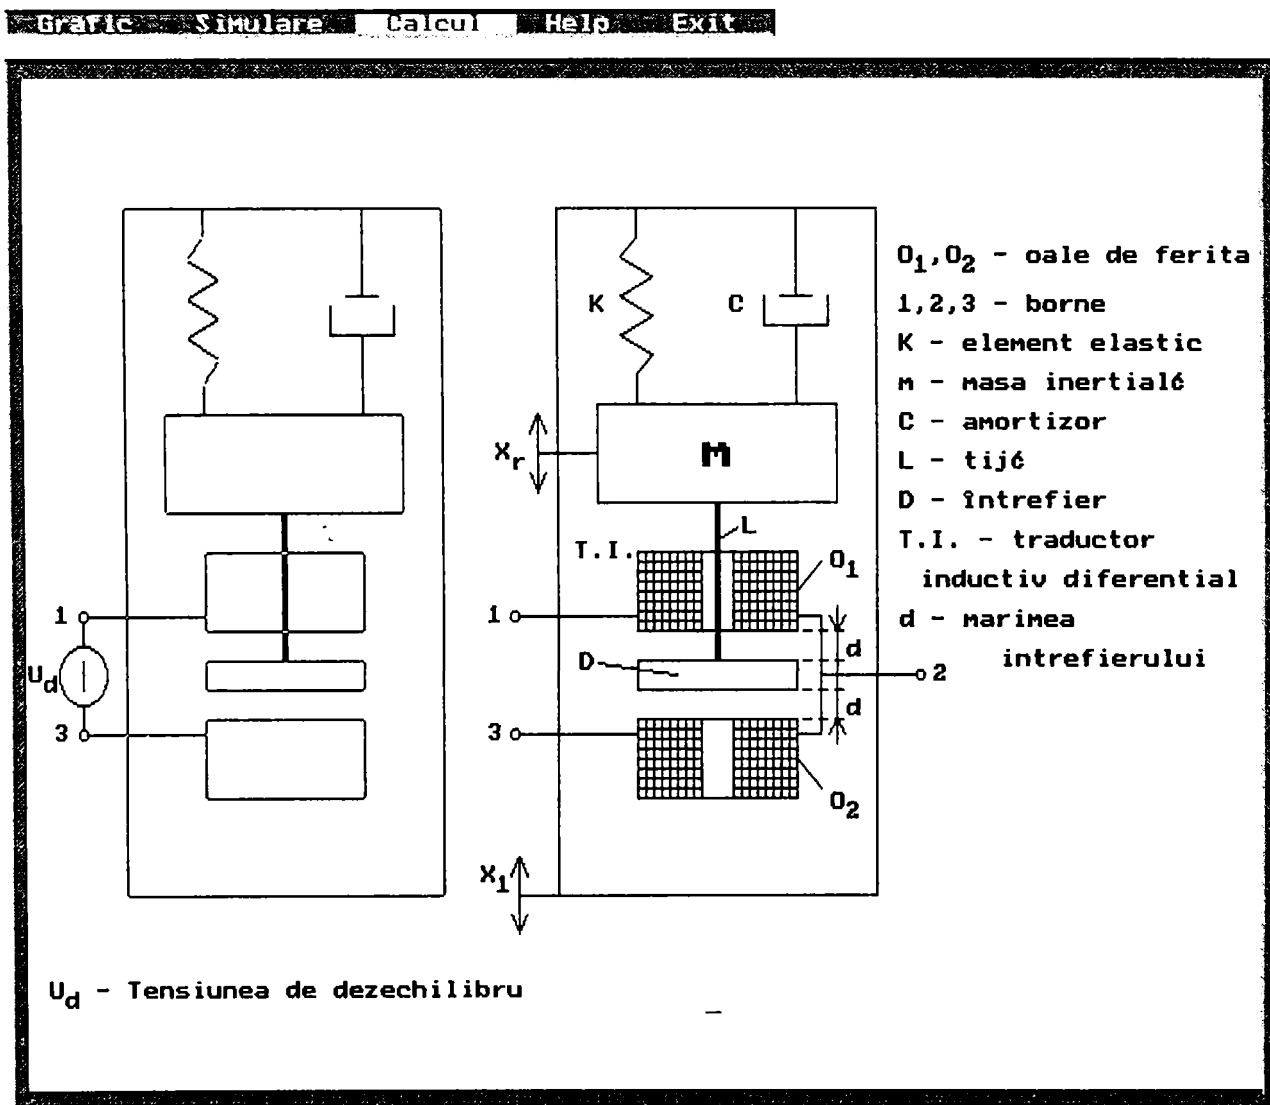 Grafic Simulare Calcul Help Exit
O1,O2 - oale de ferita
1,2,3 - borne
K - element elastic
m - masa inertialć
C - amortizor
L - tijć
D - întrefier
T.I. - traductor
inductiv diferential
d - marimea
intrefierului
K
C
Xr
M
L
T.I.
O1
1
1
d
D
2
Ud
d
3
3
O2
X1
Ud - Tensiunea de dezechilibru